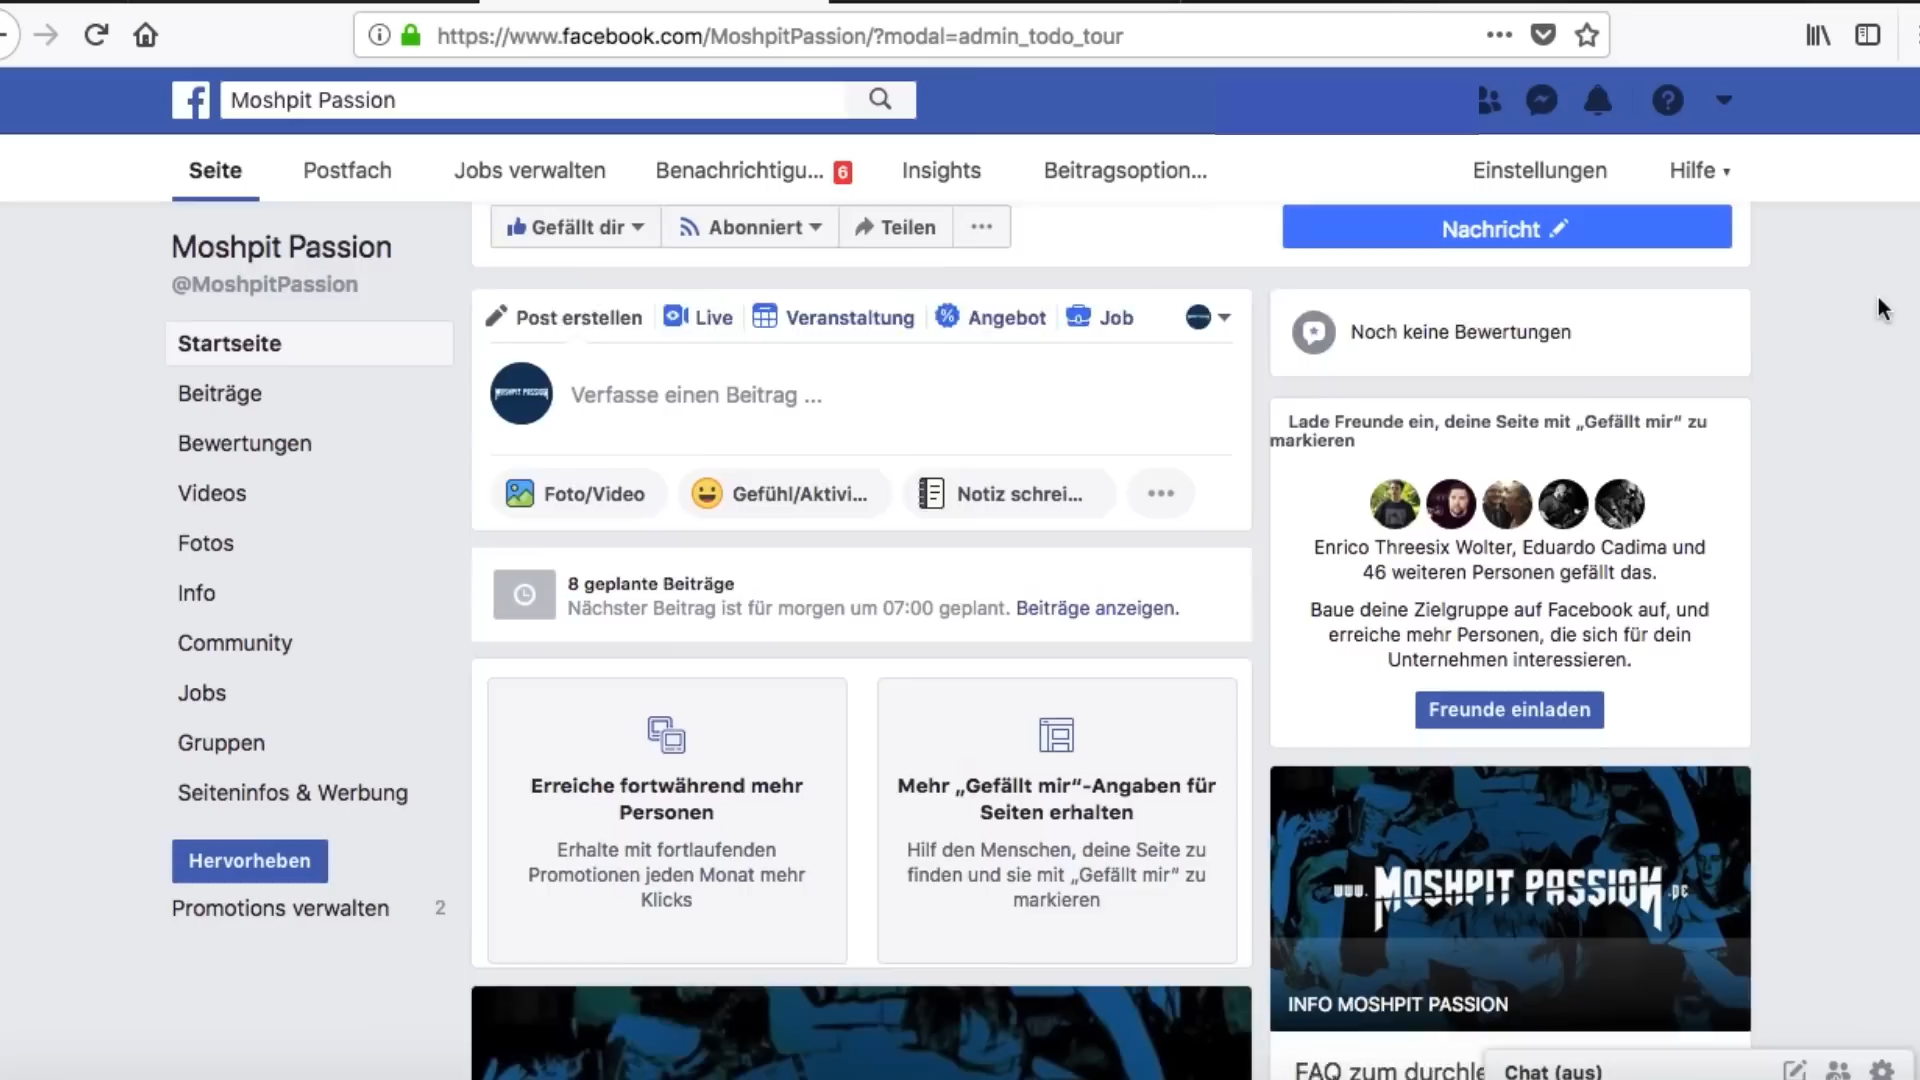 https://www.facebook.com/MoshpitPassion/?modal=admin_todo_tour
Moshpit Passion
Seite
Postfach
Jobs verwalten
Benachrichtigu... 6
Insights
Beitragsoption...
Einstellungen
Hilfe
Moshpit Passion
@MoshpitPassion
Startseite
Beiträge
Bewertungen
Videos
Fotos
Info
Community
Jobs
Gruppen
Seiteninfos & Werbung
Hervorheben
Promotions verwalten 2
Gefällt dir
Abonniert
Teilen
Nachricht
Post erstellen
Live
Veranstaltung
Angebot
Job
MOSHPIT PASSION
Verfasse einen Beitrag ...
Foto/Video
Gefühl/Aktivi...
Notiz schrei...
8 geplante Beiträge
Nächster Beitrag ist für morgen um 07:00 geplant. Beiträge anzeigen.
Erreiche fortwährend mehr
Personen
Erhalte mit fortlaufenden
Promotionen jeden Monat mehr
Klicks
Mehr „Gefällt mir“-Angaben für
Seiten erhalten
Hilf den Menschen, deine Seite zu
finden und sie mit „Gefällt mir“ zu
markieren
Noch keine Bewertungen
Lade Freunde ein, deine Seite mit „Gefällt mir“ zu
markieren
Enrico Threesix Wolter, Eduardo Cadima und
46 weiteren Personen gefällt das.
Baue deine Zielgruppe auf Facebook auf, und
erreiche mehr Personen, die sich für dein
Unternehmen interessieren.
Freunde einladen
WWW. MOSHPIT PASSION .DE
INFO MOSHPIT PASSION
FAQ zum durchle
Chat (aus)